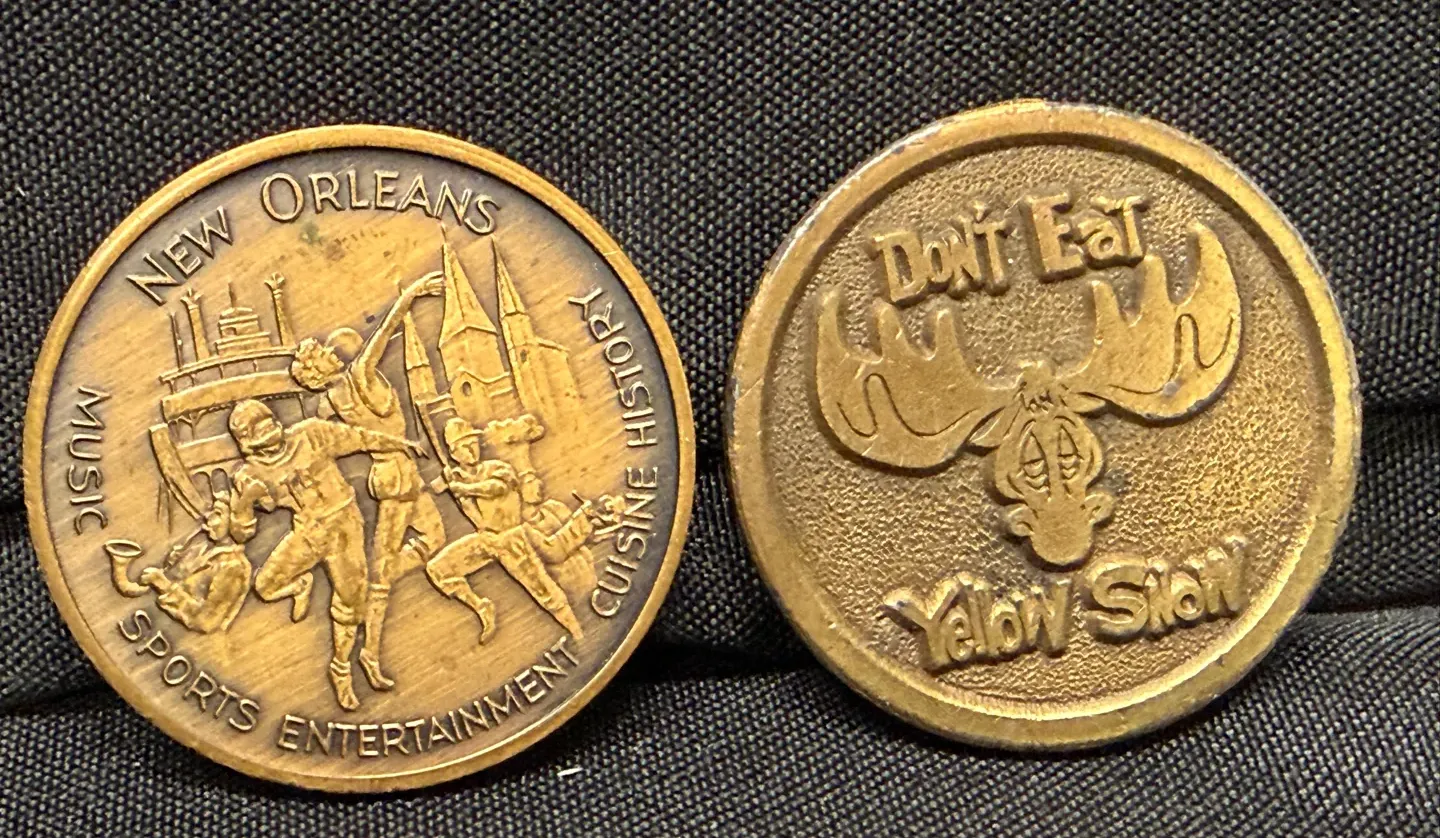 NEW ORLEANS
MUSIC SPORTS ENTERTAINMENT CUISINE HISTORY
DON'T EaT
YelloW SNoW